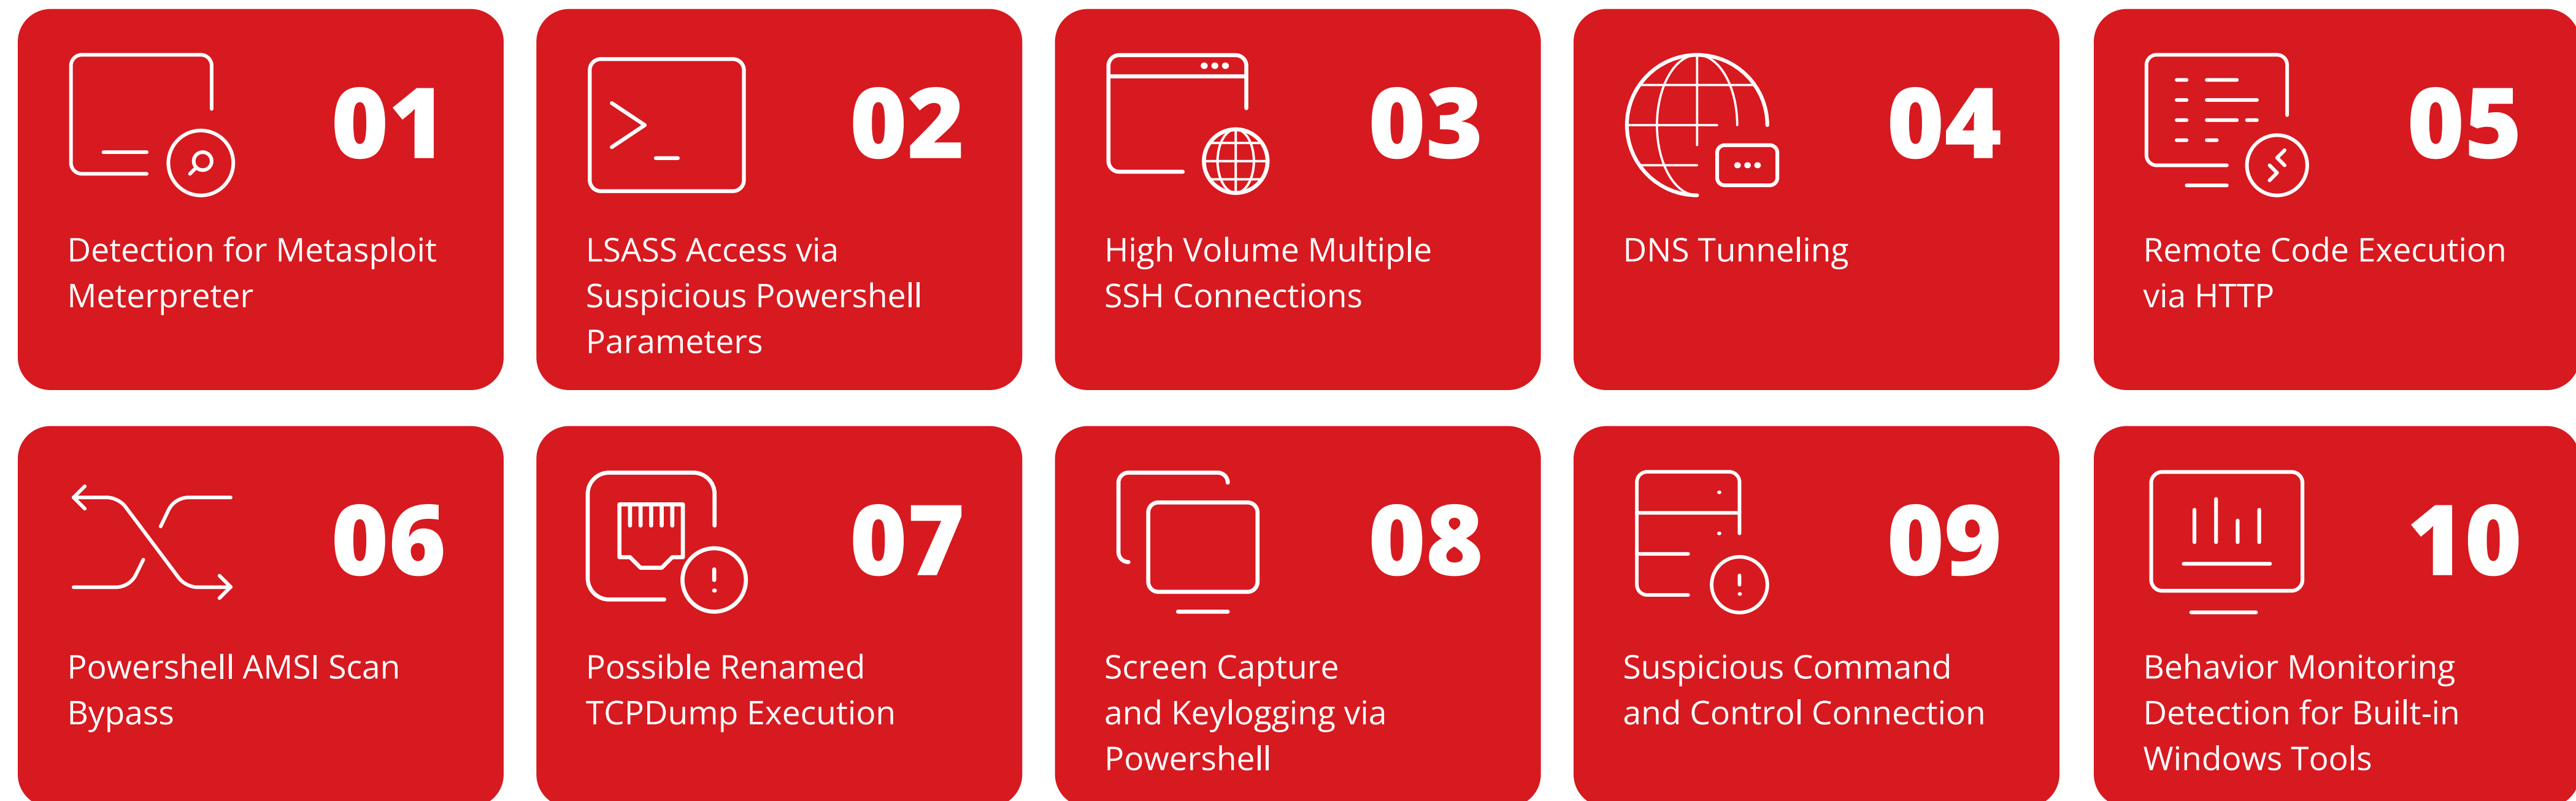 01
Detection for Metasploit
Meterpreter
02
LSASS Access via
Suspicious Powershell
Parameters
03
High Volume Multiple
SSH Connections
04
DNS Tunneling
05
Remote Code Execution
via HTTP
06
Powershell AMSI Scan
Bypass
07
Possible Renamed
TCPDump Execution
08
Screen Capture
and Keylogging via
Powershell
09
Suspicious Command
and Control Connection
10
Behavior Monitoring
Detection for Built-in
Windows Tools